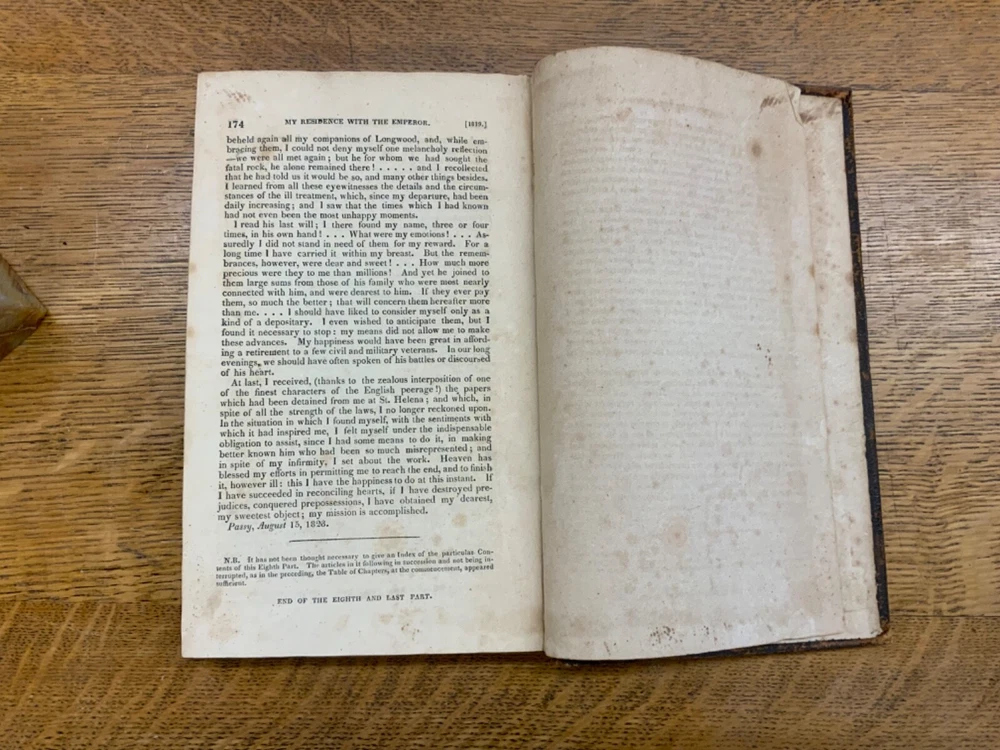 174 MY RESIDENCE WITH THE EMPEROR. [1819.]
beheld again all my companions of Longwood, and, while em-
bracing them, I could not deny myself one melancholy reflection
—we were all met again; but he for whom we had sought the
fatal rock, he alone remained there! . . . . . and I recollected
that he had told us it would be so, and many other things besides.
I learned from all these eyewitnesses the details and the circum-
stances of the ill treatment, which, since my departure, had been
daily increasing; and I saw that the times which I had known
had not even been the most unhappy moments.
I read his last will; I there found my name, three or four
times, in his own hand! . . . What were my emotions! . . . As-
suredly I did not stand in need of them for my reward. For a
long time I have carried it within my breast. But the remem-
brances, however, were dear and sweet! . . . How much more
precious were they to me than millions! And yet he joined to
them large sums from those of his family who were most nearly
connected with him, and were dearest to him. If they ever pay
them, so much the better; that will concern them hereafter more
than me. . . . I should have liked to consider myself only as a
kind of a depositary. I even wished to anticipate them, but I
found it necessary to stop: my means did not allow me to make
these advances. My happiness would have been great in afford-
ing a retirement to a few civil and military veterans. In our long
evenings, we should have often spoken of his battles or discoursed
of his heart.
At last, I received, (thanks to the zealous interposition of one
of the finest characters of the English peerage!) the papers
which had been detained from me at St. Helena; and which, in
spite of all the strength of the laws, I no longer reckoned upon.
In the situation in which I found myself, with the sentiments with
which it had inspired me, I felt myself under the indispensable
obligation to assist, since I had some means to do it, in making
better known him who had been so much misrepresented; and
in spite of my infirmity, I set about the work. Heaven has
blessed my efforts in permitting me to reach the end, and to finish
it, however ill: this I have the happiness to do at this instant. If
I have succeeded in reconciling hearts, if I have destroyed pre-
judices, conquered prepossessions, I have obtained my dearest,
my sweetest object; my mission is accomplished.
Passy, August 15, 1823.
N.B. It has not been thought necessary to give an Index of the particular Con-
tents of this Eighth Part. The articles in it following in succession and not being in-
terrupted, as in the preceding, the Table of Chapters, at the commencement, appeared
sufficient.
END OF THE EIGHTH AND LAST PART.